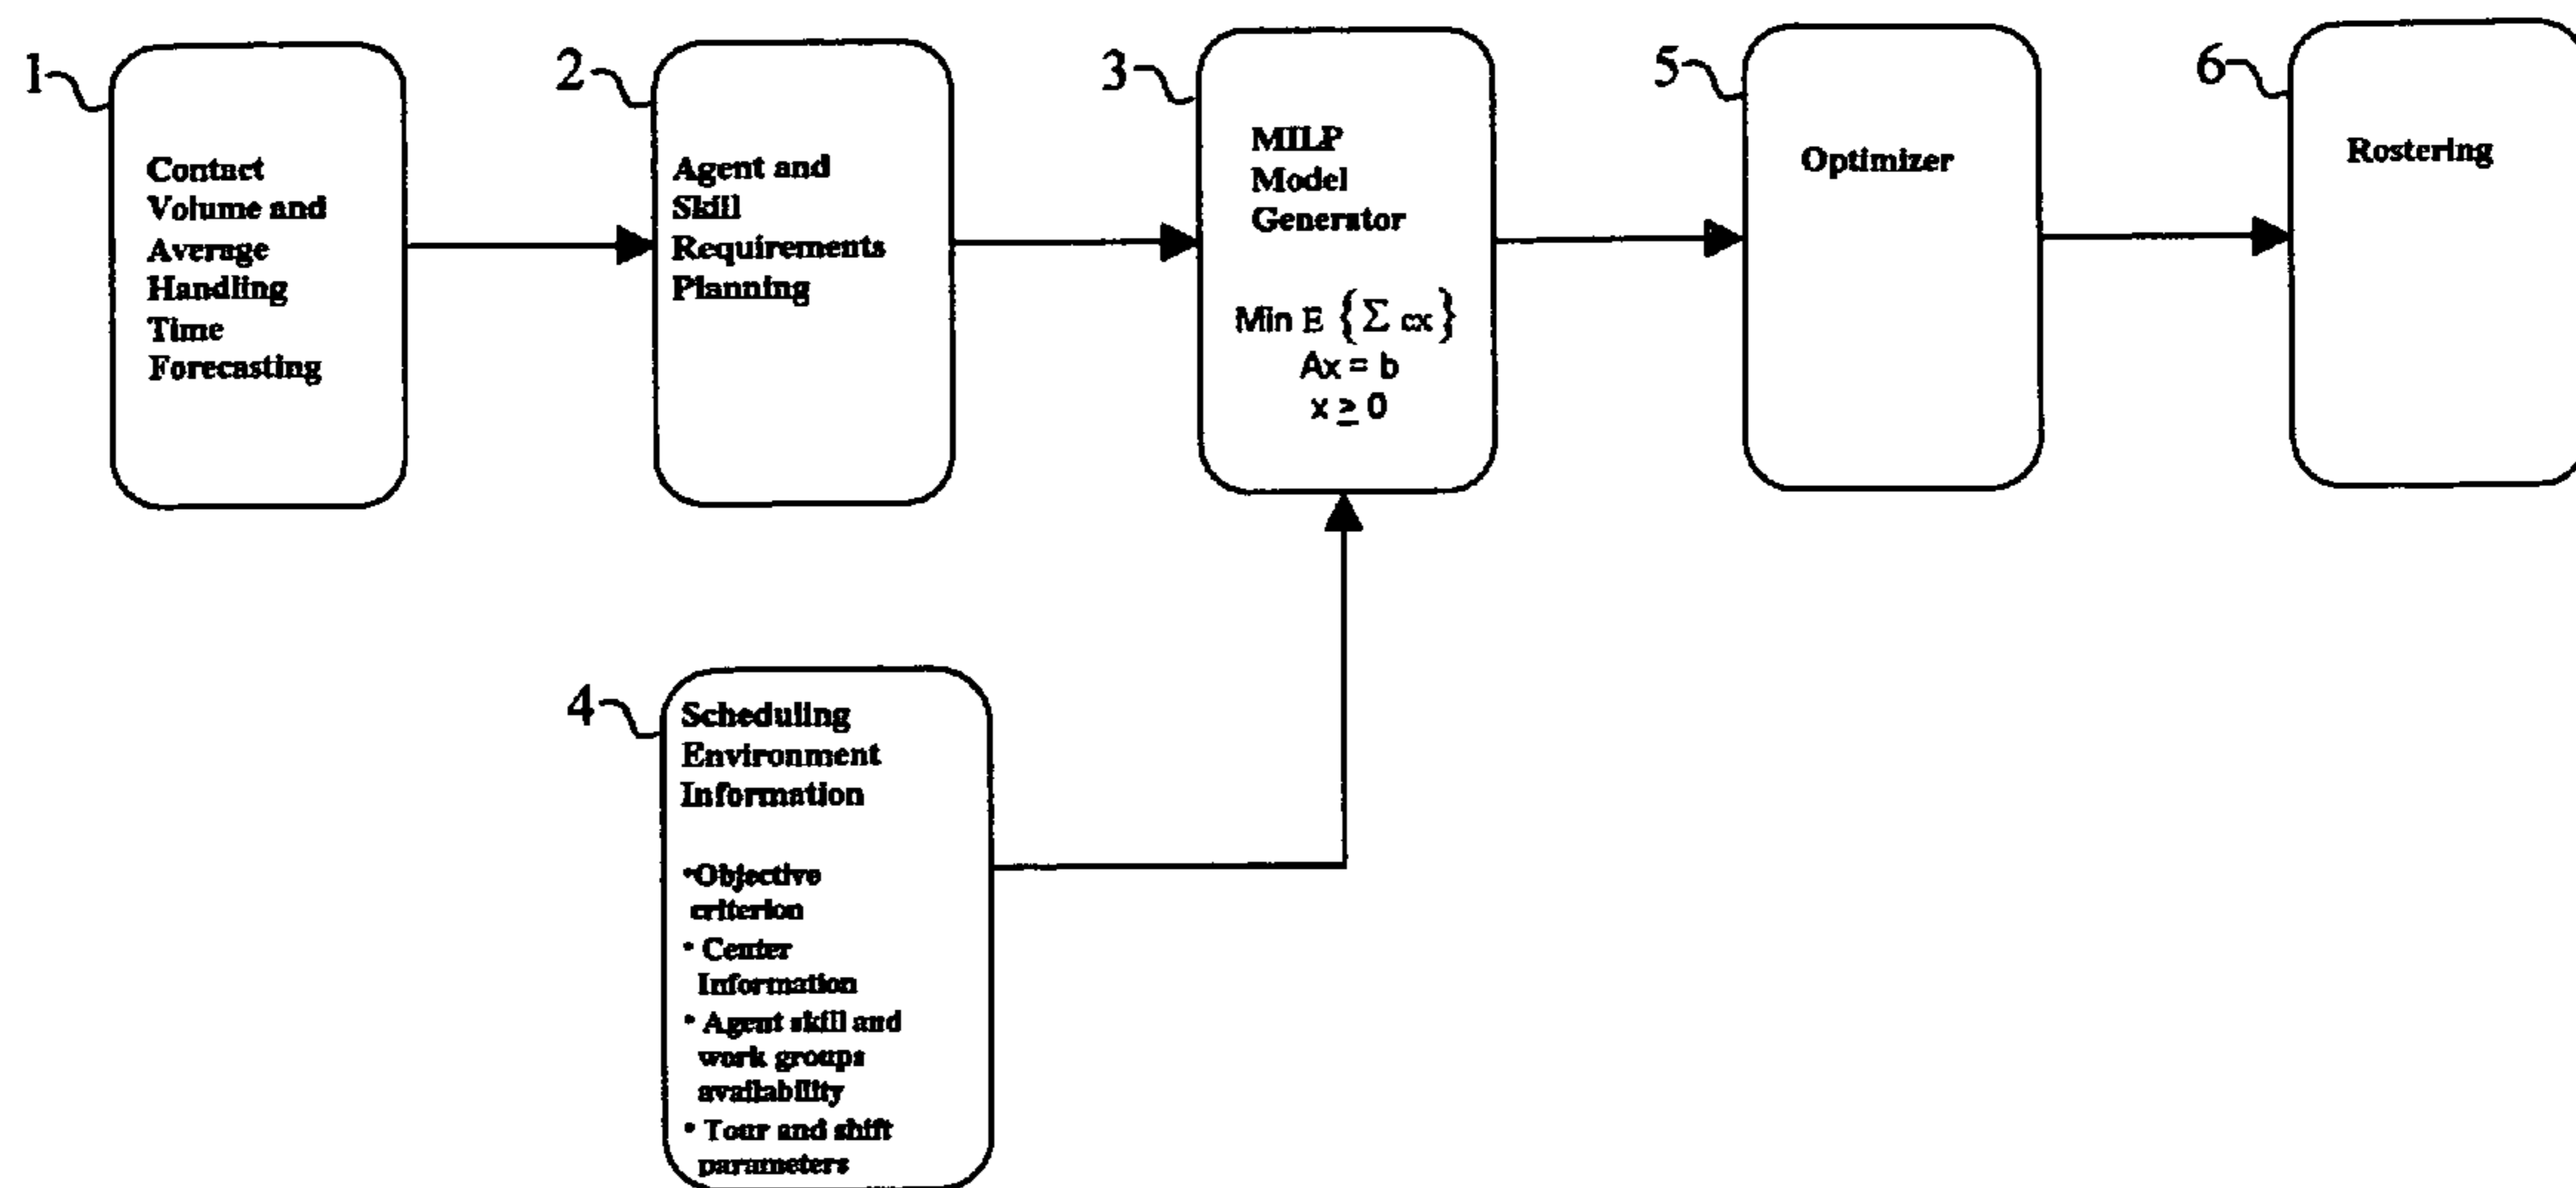 1
Contact
Volume and
Average
Handling
Time
Forecasting
2
Agent and
Skill
Requirements
Planning
3
MILP
Model
Generator
Min E { Σ cx }
Ax = b
x ≥ 0
5
Optimizer
6
Rostering
4
Scheduling
Environment
Information
•Objective
criterion
• Center
Information
• Agent skill and
work groups
availability
• Tour and shift
parameters